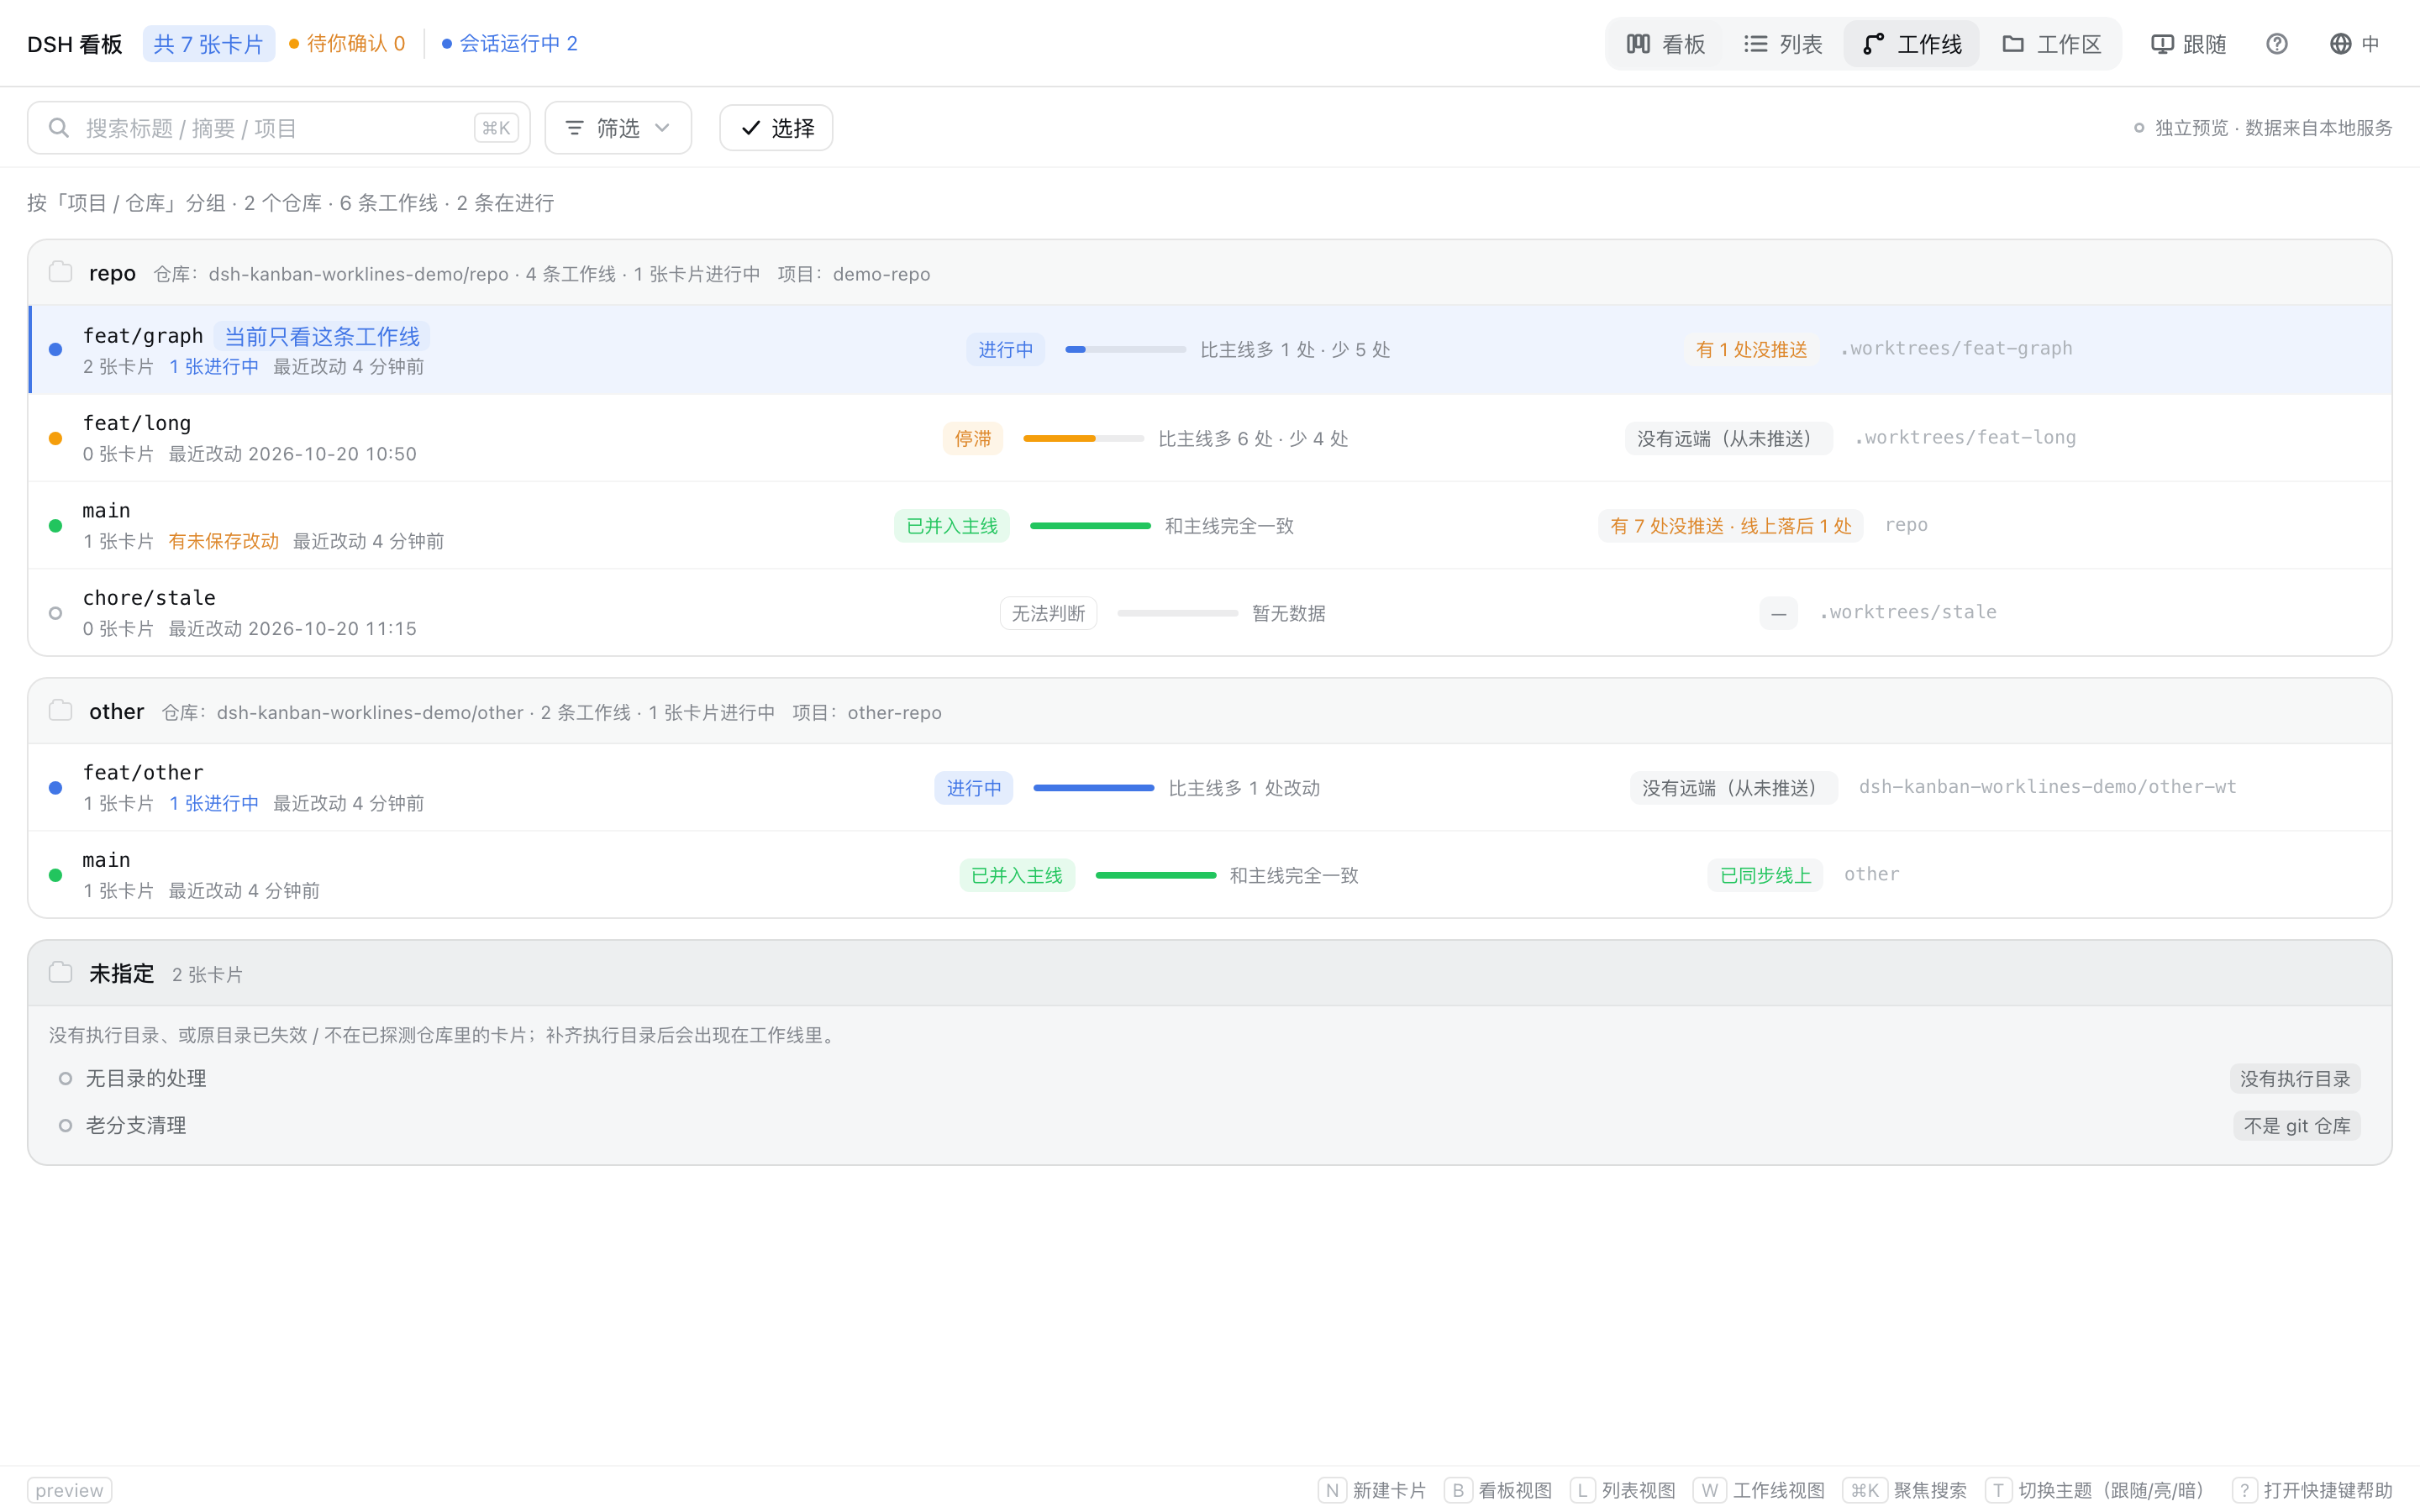 DSH 看板 共 7 张卡片 待你确认 0 会话运行中 2 看板 列表 工作线 工作区 跟随 中
搜索标题 / 摘要 / 项目 ⌘K 筛选 选择 独立预览 · 数据来自本地服务
按「项目 / 仓库」分组 · 2 个仓库 · 6 条工作线 · 2 条在进行
repo 仓库：dsh-kanban-worklines-demo/repo · 4 条工作线 · 1 张卡片进行中 项目：demo-repo
feat/graph 当前只看这条工作线
2 张卡片 1 张进行中 最近改动 4 分钟前
进行中 比主线多 1 处 · 少 5 处 有 1 处没推送 .worktrees/feat-graph
feat/long
0 张卡片 最近改动 2026-10-20 10:50
停滞 比主线多 6 处 · 少 4 处 没有远端（从未推送） .worktrees/feat-long
main
1 张卡片 有未保存改动 最近改动 4 分钟前
已并入主线 和主线完全一致 有 7 处没推送 · 线上落后 1 处 repo
chore/stale
0 张卡片 最近改动 2026-10-20 11:15
无法判断 暂无数据 — .worktrees/stale
other 仓库：dsh-kanban-worklines-demo/other · 2 条工作线 · 1 张卡片进行中 项目：other-repo
feat/other
1 张卡片 1 张进行中 最近改动 4 分钟前
进行中 比主线多 1 处改动 没有远端（从未推送） dsh-kanban-worklines-demo/other-wt
main
1 张卡片 最近改动 4 分钟前
已并入主线 和主线完全一致 已同步线上 other
未指定 2 张卡片
没有执行目录、或原目录已失效 / 不在已探测仓库里的卡片；补齐执行目录后会出现在工作线里。
无目录的处理 没有执行目录
老分支清理 不是 git 仓库
preview N 新建卡片 B 看板视图 L 列表视图 W 工作线视图 ⌘K 聚焦搜索 T 切换主题（跟随/亮/暗） ? 打开快捷键帮助